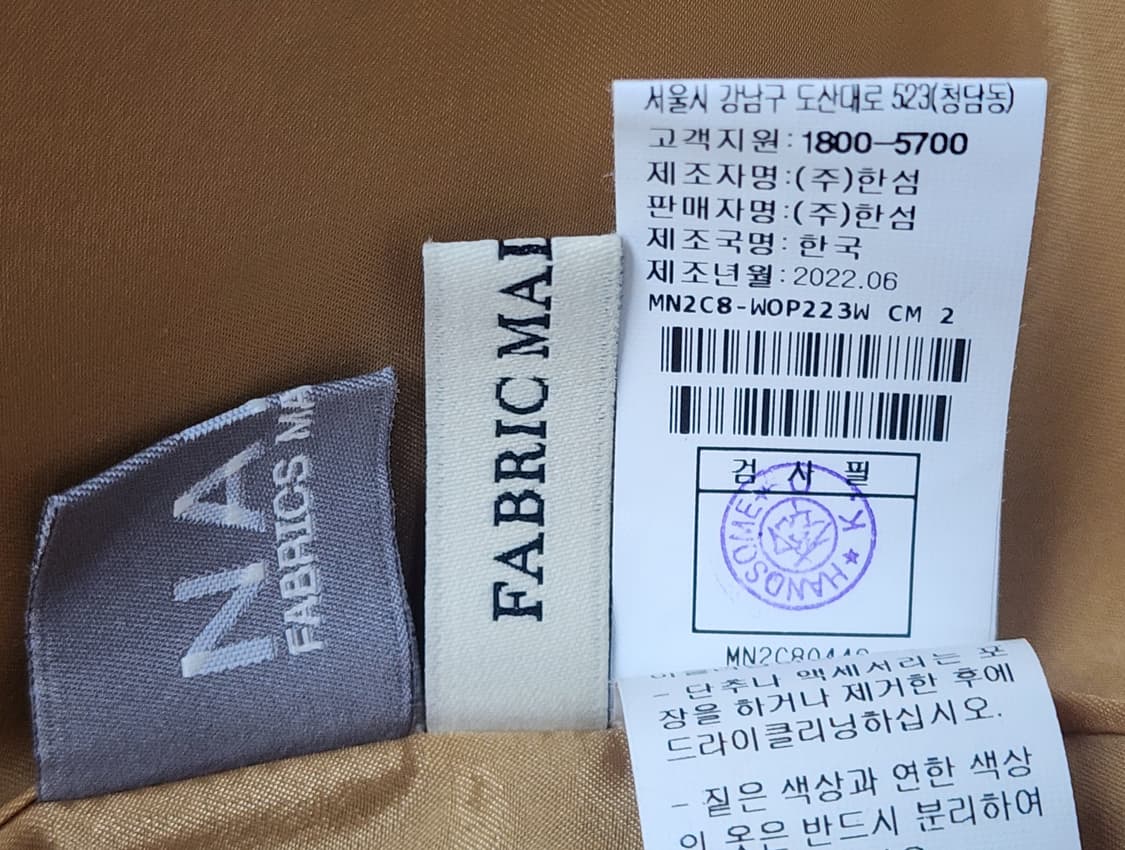 NA
FABRICS
FABRIC
서울시 강남구 도산대로 523(청담동)
고객지원:1800-5700
제조자명:(주)한섬
판매자명:(주)한섬
제조국명: 한국
제조년월:2022.06
MN2C8-WOP223W CM 2
검 사 필
HANDSOME
K
- 단추나 액세서리는 포
장을 하거나 제거한 후에
드라이클리닝하십시오.
- 짙은 색상과 연한 색상
의 옷은 반드시 분리하여